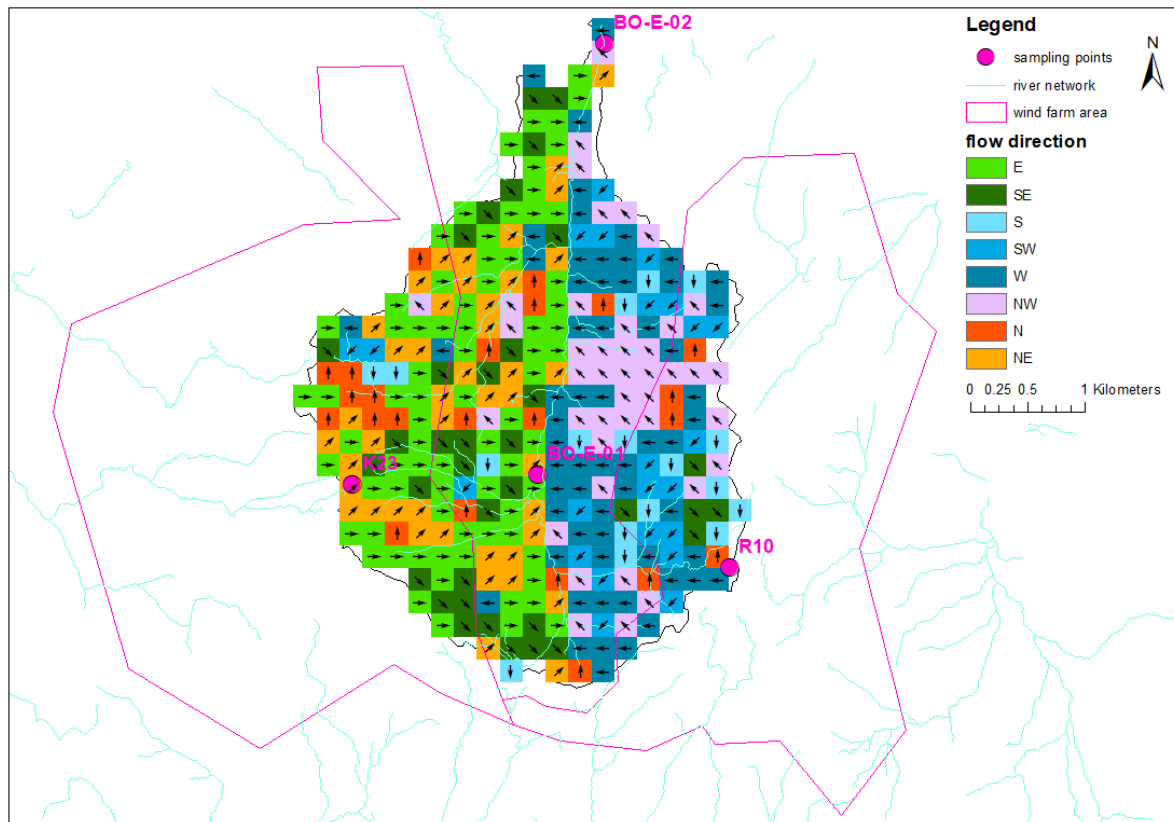 BO-E-02
K23
BO-E-01
R10
Legend
sampling points
river network
wind farm area
flow direction
E
SE
S
SW
W
NW
N
NE
0 0.25 0.5 1 Kilometers
N